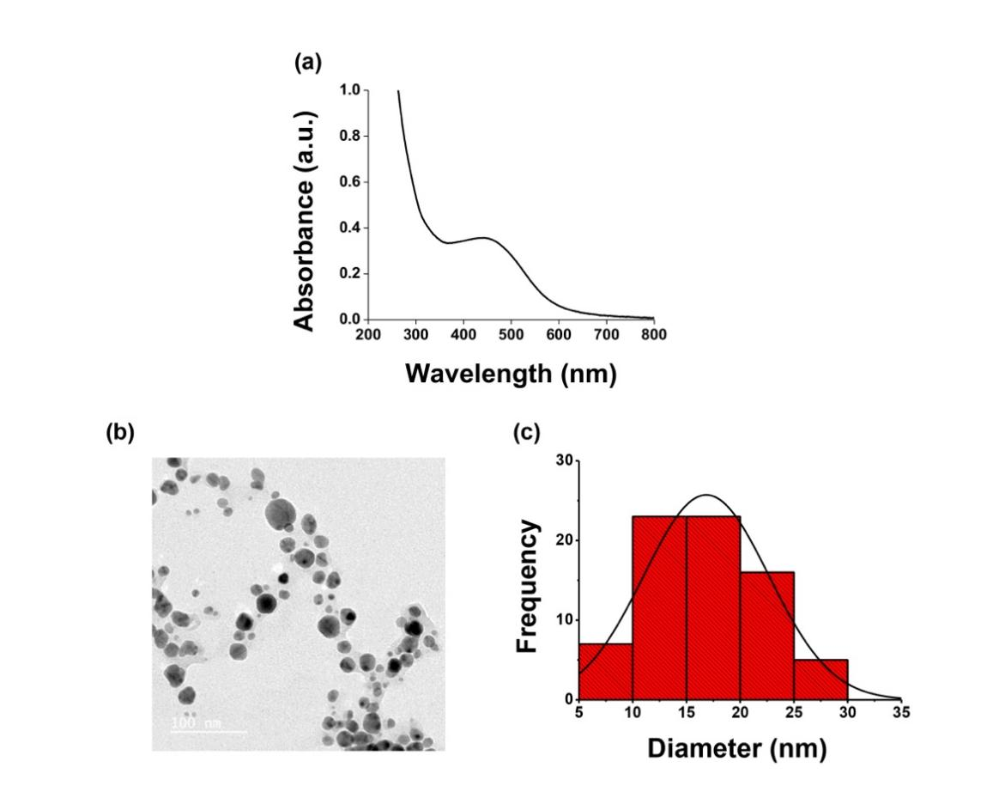 (a)
Absorbance (a.u.)
1.0
0.8
0.6
0.4
0.2
0.0
200 300 400 500 600 700 800
Wavelength (nm)
(b)
100 nm
(c)
Frequency
30
20
10
0
5 10 15 20 25 30 35
Diameter (nm)